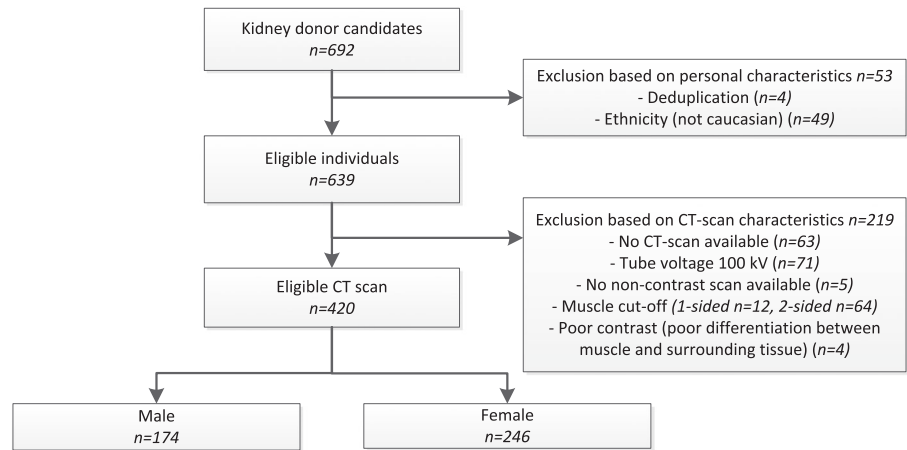 Kidney donor candidates
n=692
Exclusion based on personal characteristics n=53
- Deduplication (n=4)
- Ethnicity (not caucasian) (n=49)
Eligible individuals
n=639
Exclusion based on CT-scan characteristics n=219
- No CT-scan available (n=63)
- Tube voltage 100 kV (n=71)
- No non-contrast scan available (n=5)
- Muscle cut-off (1-sided n=12, 2-sided n=64)
- Poor contrast (poor differentiation between
muscle and surrounding tissue) (n=4)
Eligible CT scan
n=420
Male
n=174
Female
n=246